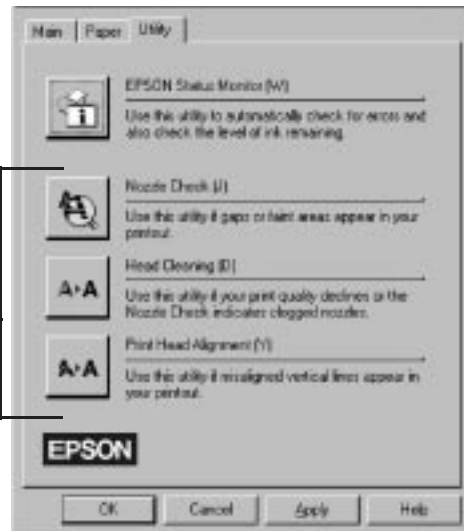 Main Paper Utility
EPSON Status Monitor (W)
Use this utility to automatically check for errors and
also check the level of ink remaining.
Nozzle Check (J)
Use this utility if gaps or faint areas appear in your
printout.
Head Cleaning (D)
A▸A
Use this utility if your print quality declines or the
Nozzle Check indicates clogged nozzles.
Print Head Alignment (Y)
A▸A
Use this utility if misaligned vertical lines appear in
your printout.
EPSON
OK Cancel Apply Help